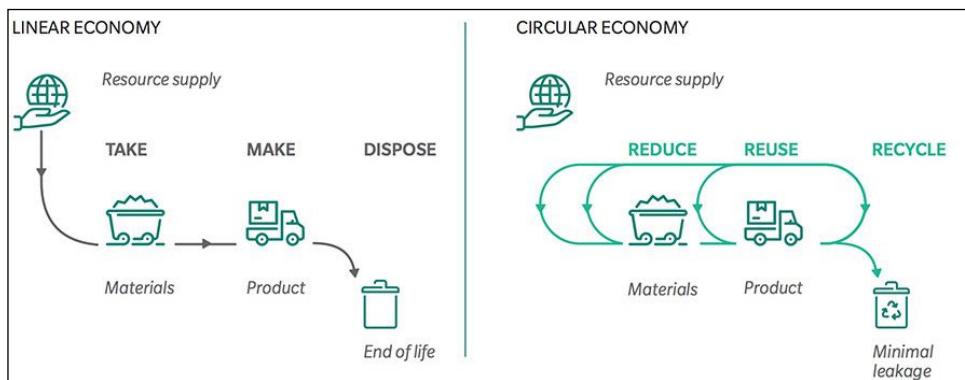 LINEAR ECONOMY
Resource supply
TAKE MAKE DISPOSE
Materials Product
End of life
CIRCULAR ECONOMY
Resource supply
REDUCE REUSE RECYCLE
Materials Product
Minimal
leakage